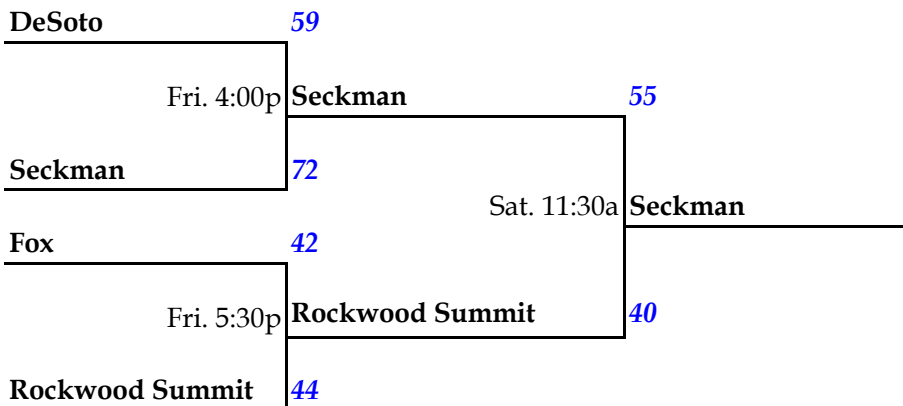 DeSoto 59
Fri. 4:00p Seckman 55
Seckman 72
Sat. 11:30a Seckman
Fox 42
Fri. 5:30p Rockwood Summit 40
Rockwood Summit 44